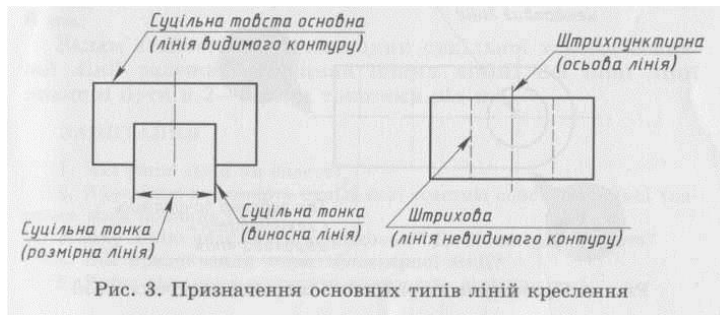 Суцільна товста основна
(лінія видимого контуру)
Штрихпунктирна
(осьова лінія)
Суцільна тонка
(розмірна лінія)
Суцільна тонка
(виносна лінія)
Штрихова
(лінія невидимого контуру)
Рис. 3. Призначення основних типів ліній креслення